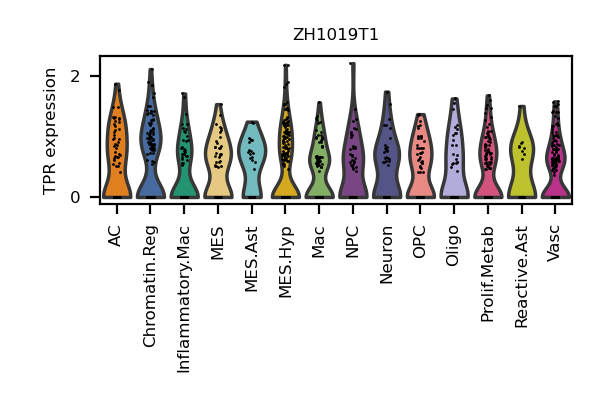 ZH1019T1
TPR expression
2
0
AC
Chromatin.Reg
Inflammatory.Mac
MES
MES.Ast
MES.Hyp
Mac
NPC
Neuron
OPC
Oligo
Prolif.Metab
Reactive.Ast
Vasc